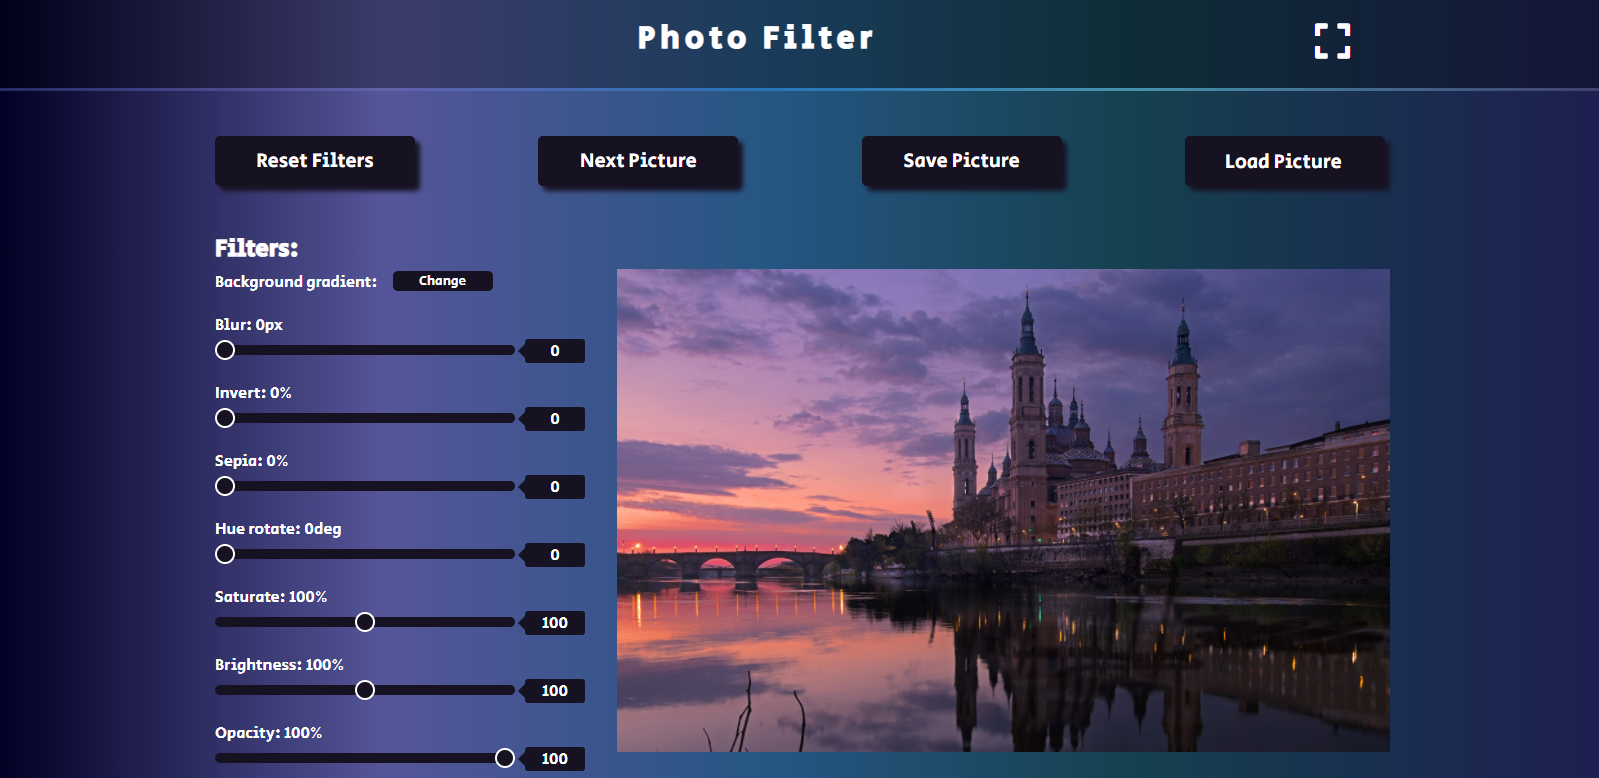 Photo Filter
Reset Filters
Next Picture
Save Picture
Load Picture
Filters:
Background gradient:
Change
Blur: 0px
0
Invert: 0%
0
Sepia: 0%
0
Hue rotate: 0deg
0
Saturate: 100%
100
Brightness: 100%
100
Opacity: 100%
100